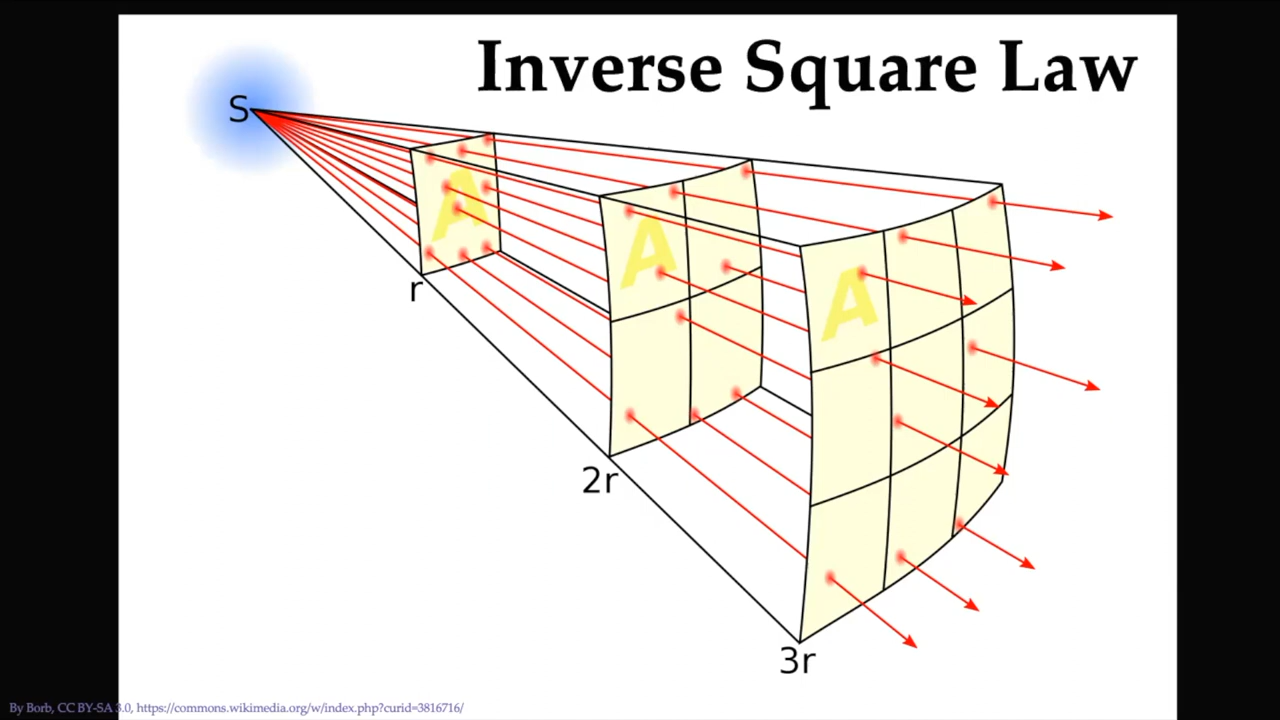 Inverse Square Law
S
A
A
A
r
2r
3r
By Borb, CC BY-SA 3.0, https://commons.wikimedia.org/w/index.php?curid=3816716/